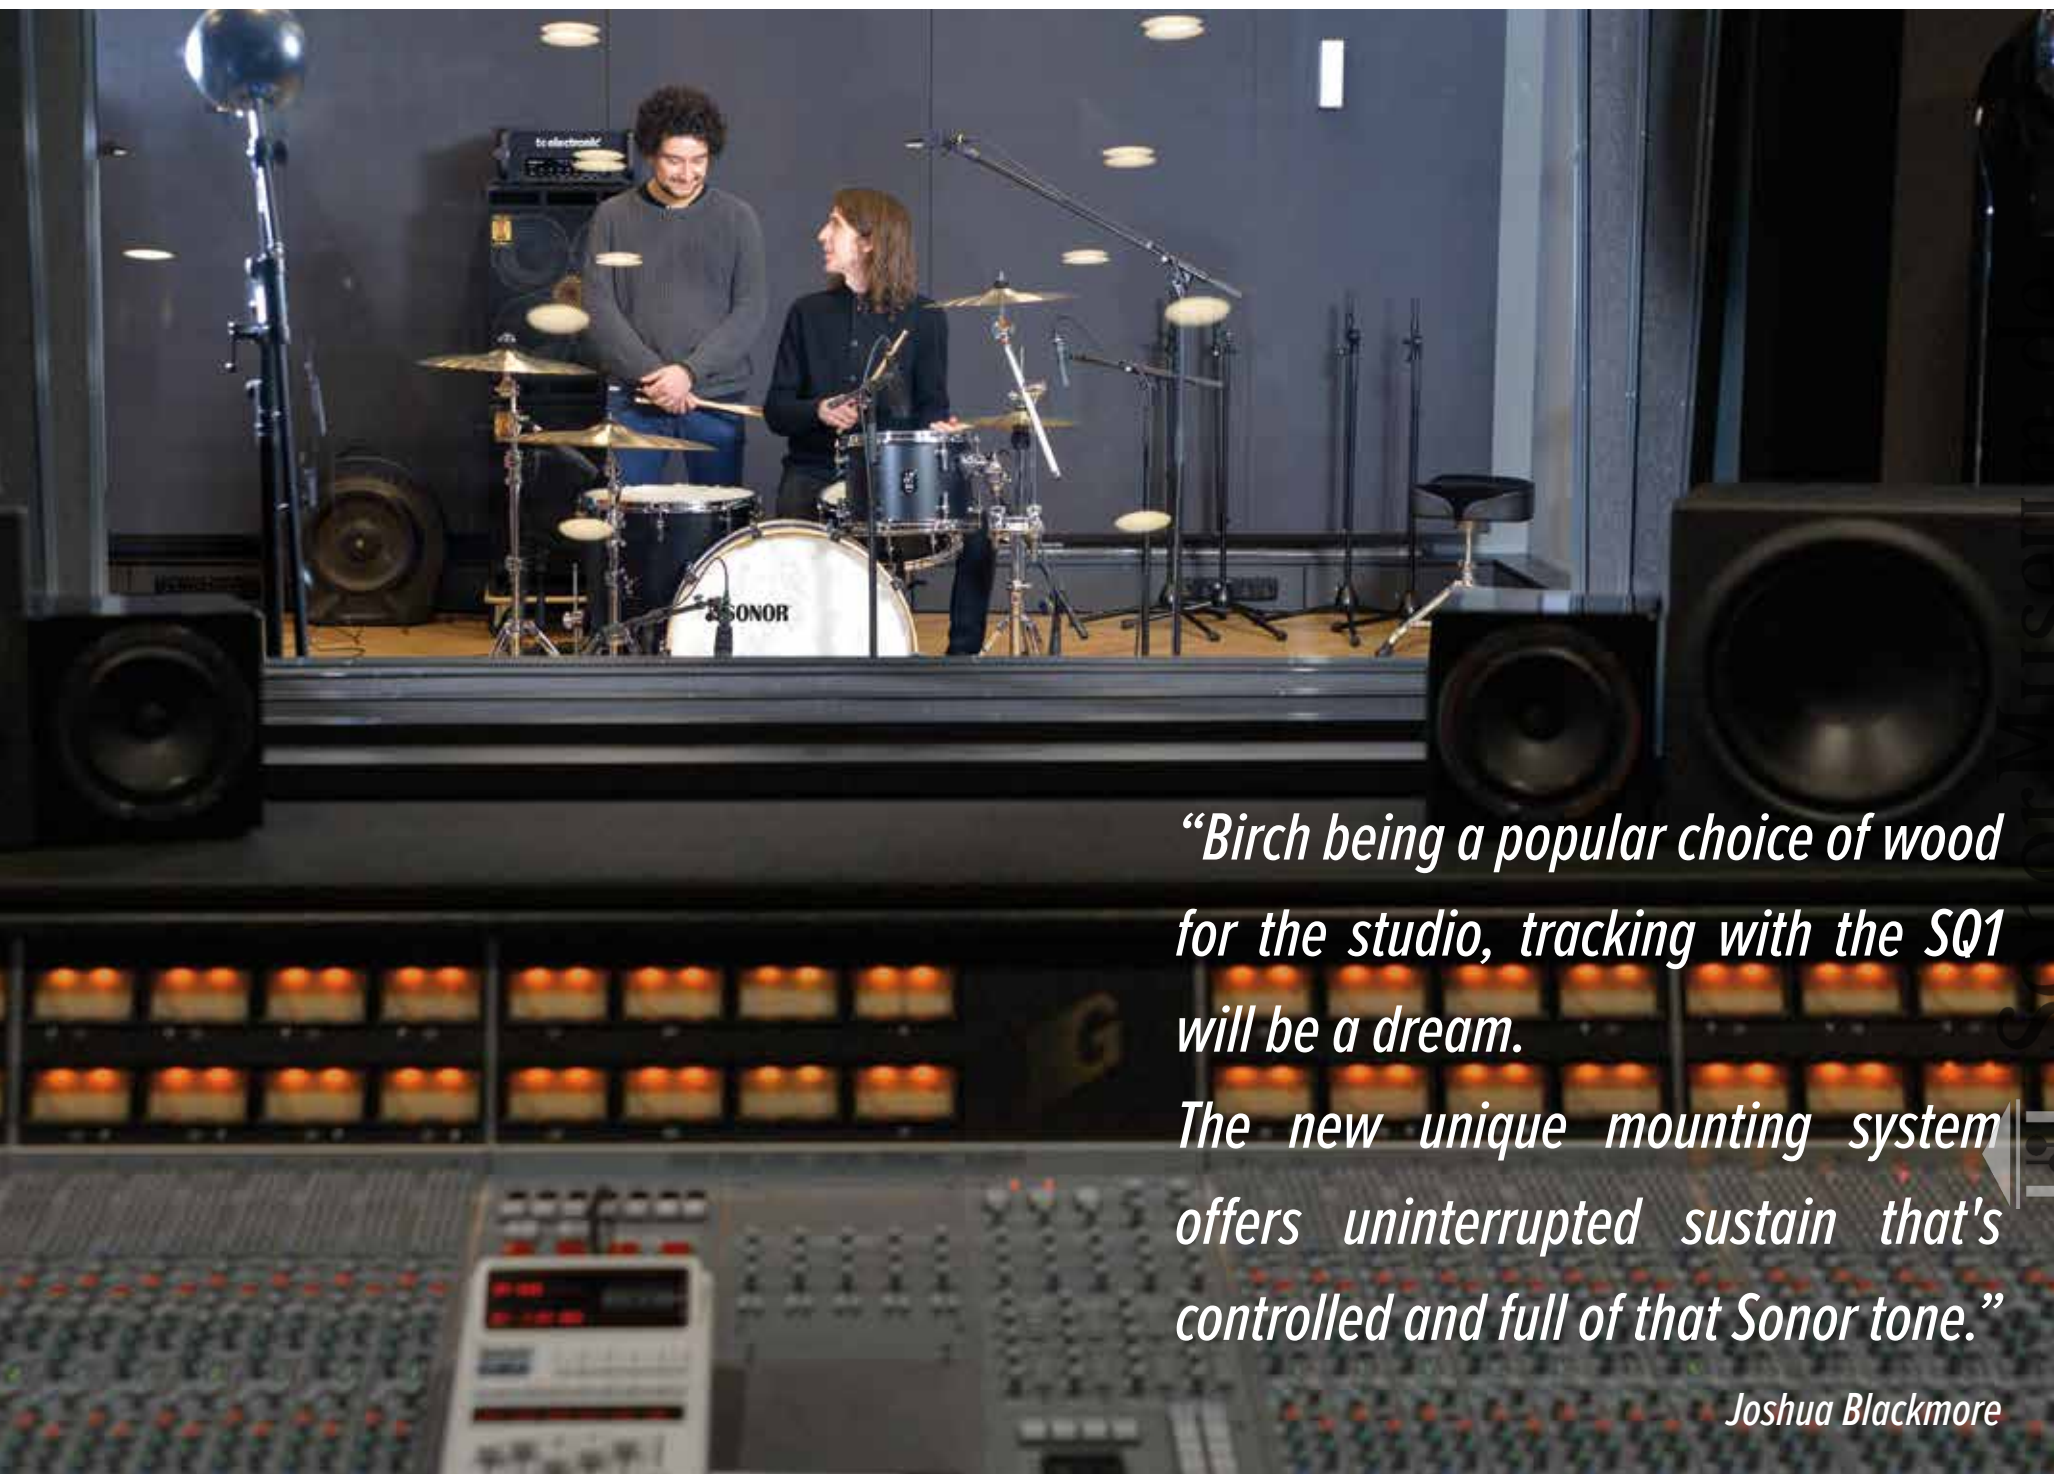 tc electronic
SONOR
“Birch being a popular choice of wood
for the studio, tracking with the SQ1
will be a dream.
G
The new unique mounting system
offers uninterrupted sustain that's
controlled and full of that Sonor tone.”
Joshua Blackmore